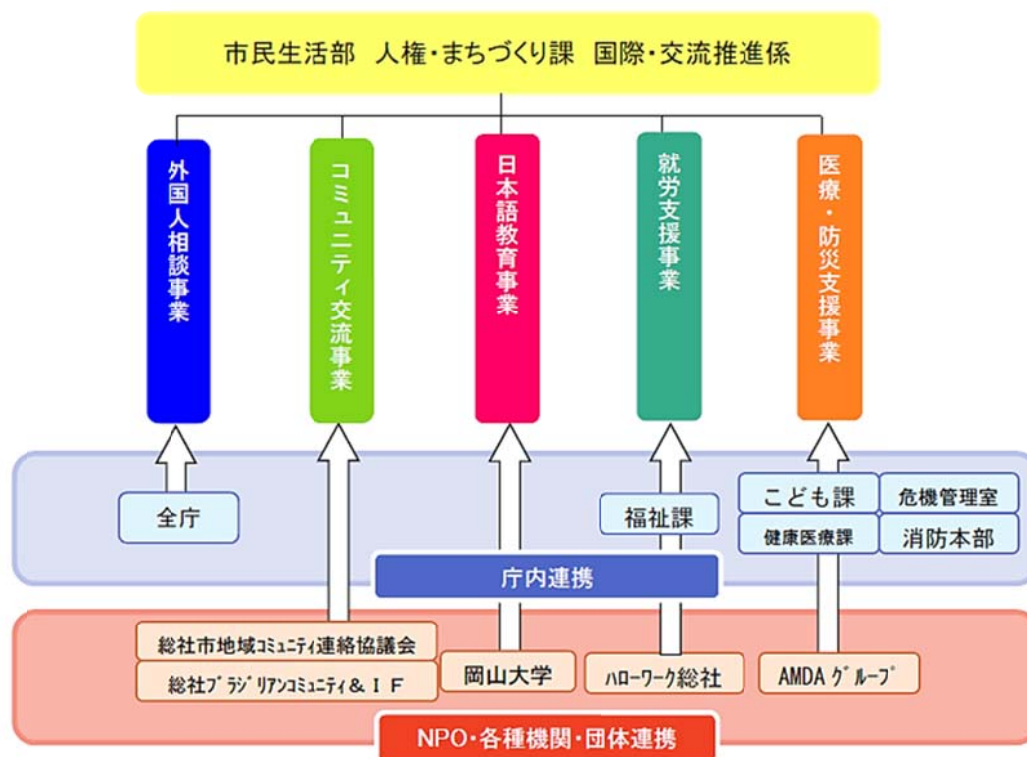 市民生活部 人権・まちづくり課 国際・交流推進係
外国人相談事業
コミュニティ交流事業
日本語教育事業
就労支援事業
医療・防災支援事業
全庁
福祉課
こども課
危機管理室
健康医療課
消防本部
庁内連携
総社市地域ｺﾐｭﾆﾃｨ連絡協議会
総社ﾌﾞﾗｼﾞﾘｱﾝｺﾐｭﾆﾃｨ＆ＩＦ
岡山大学
ﾊﾛｰﾜｰｸ総社
AMDAｸﾞﾙｰﾌﾟ
NPO・各種機関・団体連携